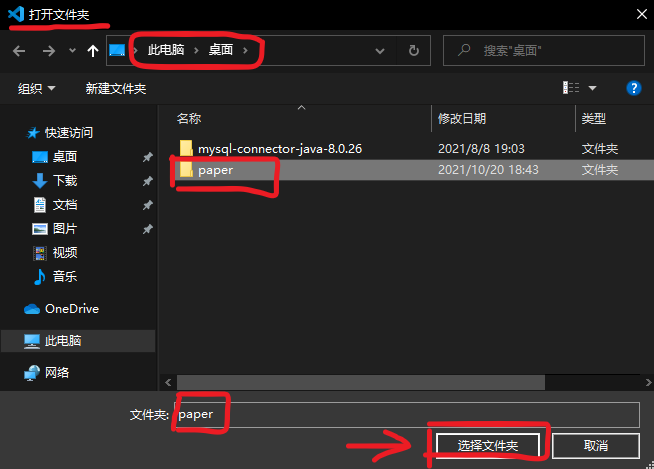 打开文件夹
此电脑 > 桌面 >
搜索"桌面"
组织 新建文件夹
名称 修改日期 类型
快速访问
桌面
下载
文档
图片
视频
音乐
OneDrive
此电脑
网络
mysql-connector-java-8.0.26 2021/8/8 19:03 文件夹
paper 2021/10/20 18:43 文件夹
文件夹: paper
选择文件夹 取消